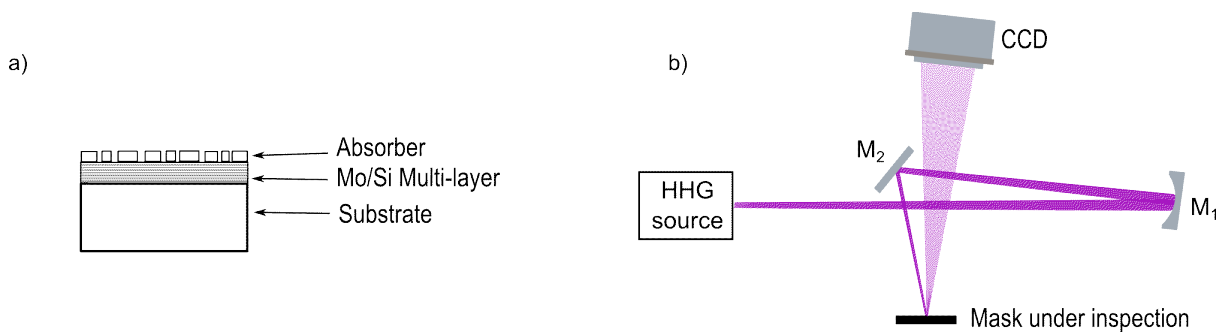 a)
Absorber
Mo/Si Multi-layer
Substrate
b)
CCD
M₂
HHG
source
M₁
Mask under inspection